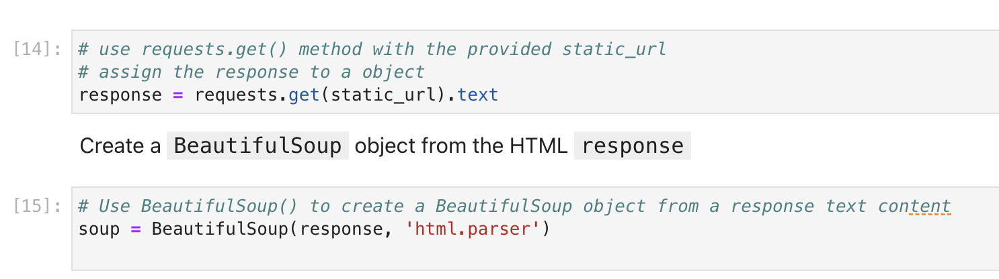 [14]: # use requests.get() method with the provided static_url
# assign the response to a object
response = requests.get(static_url).text
Create a BeautifulSoup object from the HTML response
[15]: # Use BeautifulSoup() to create a BeautifulSoup object from a response text content
soup = BeautifulSoup(response, 'html.parser')